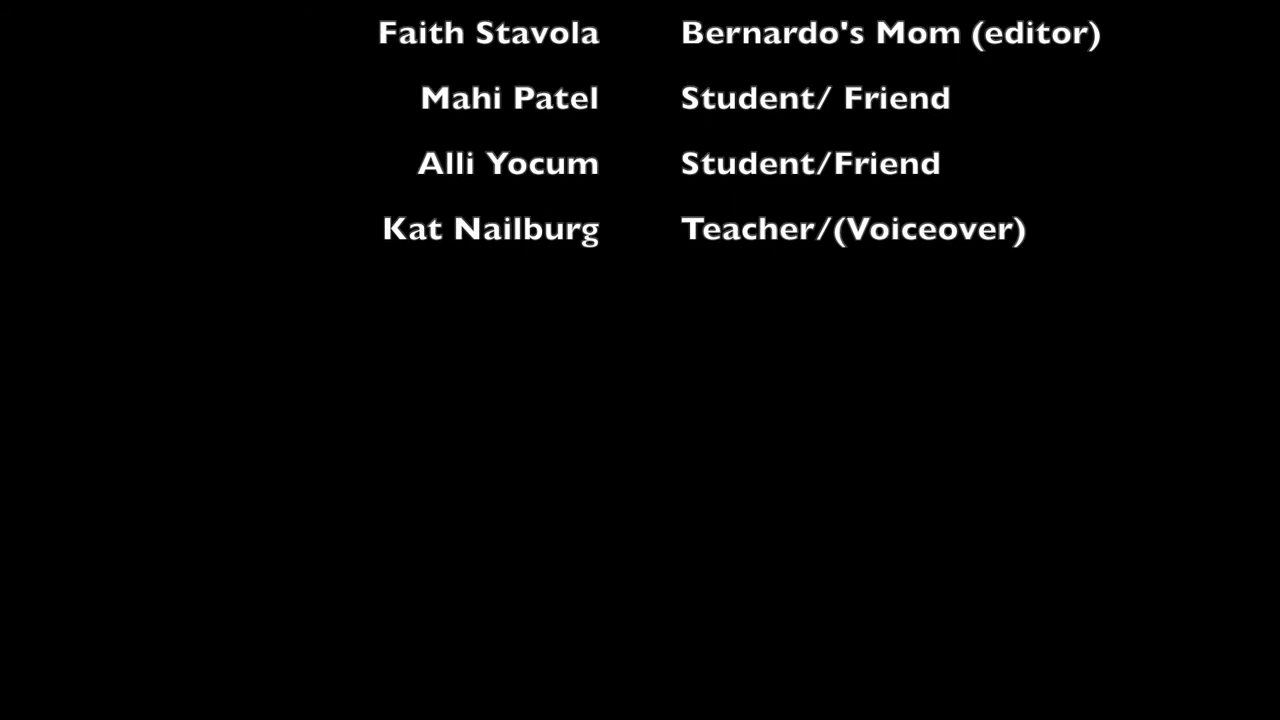 Faith Stavola Bernardo's Mom (editor)
Mahi Patel Student/ Friend
Alli Yocum Student/Friend
Kat Nailburg Teacher/(Voiceover)